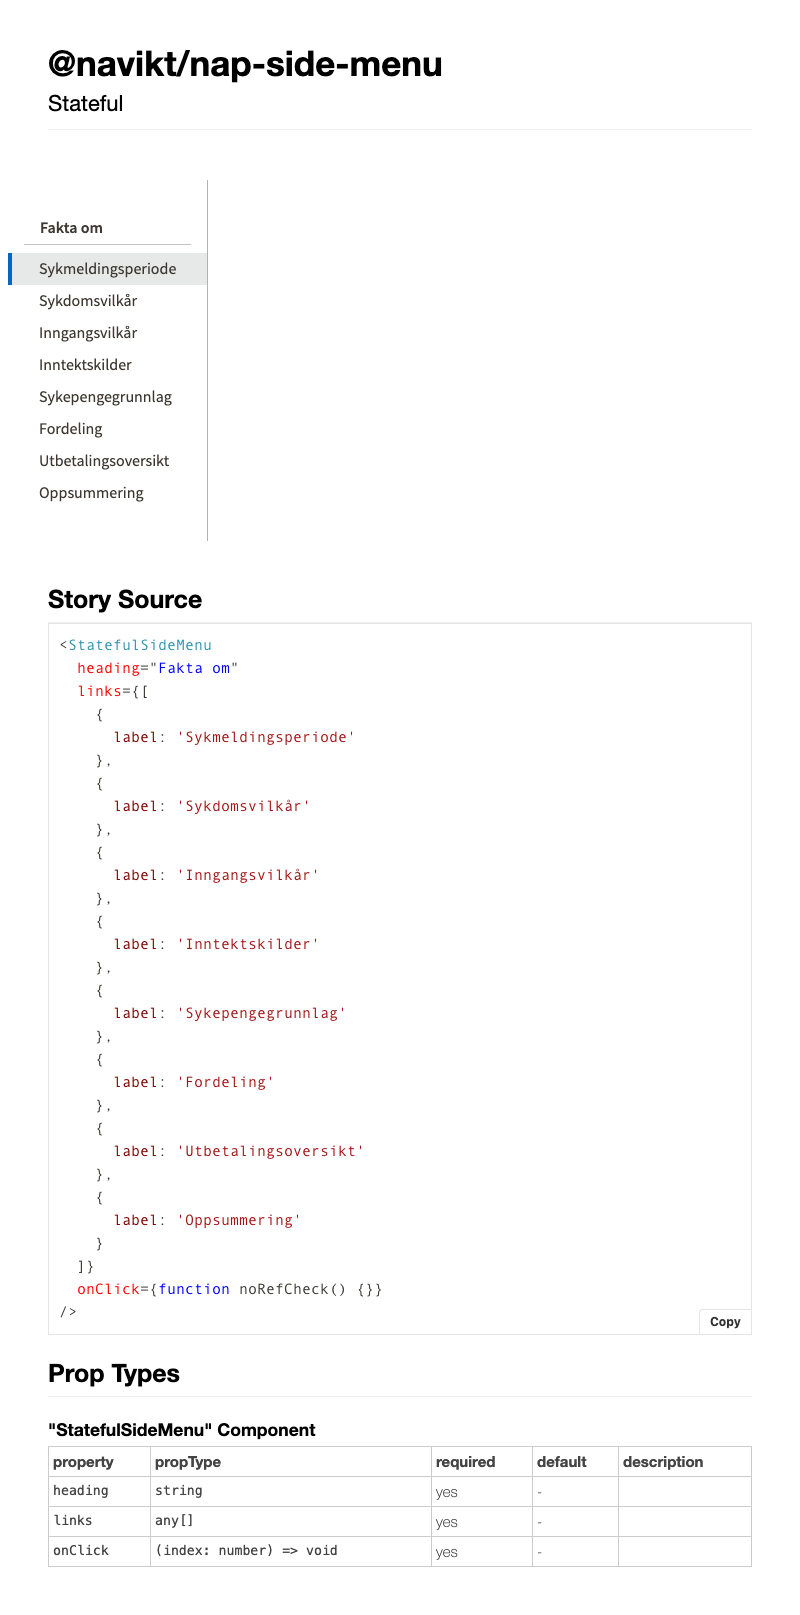 @navikt/nap-side-menu
Stateful
Fakta om
Sykmeldingsperiode
Sykdomsvilkår
Inngangsvilkår
Inntektskilder
Sykepengegrunnlag
Fordeling
Utbetalingsoversikt
Oppsummering
Story Source
<StatefulSideMenu
  heading="Fakta om"
  links={[
    {
      label: 'Sykmeldingsperiode'
    },
    {
      label: 'Sykdomsvilkår'
    },
    {
      label: 'Inngangsvilkår'
    },
    {
      label: 'Inntektskilder'
    },
    {
      label: 'Sykepengegrunnlag'
    },
    {
      label: 'Fordeling'
    },
    {
      label: 'Utbetalingsoversikt'
    },
    {
      label: 'Oppsummering'
    }
  ]}
  onClick={function noRefCheck() {}}
/>
Copy
Prop Types
"StatefulSideMenu" Component
property propType required default description
heading string yes -
links any[] yes -
onClick (index: number) => void yes -